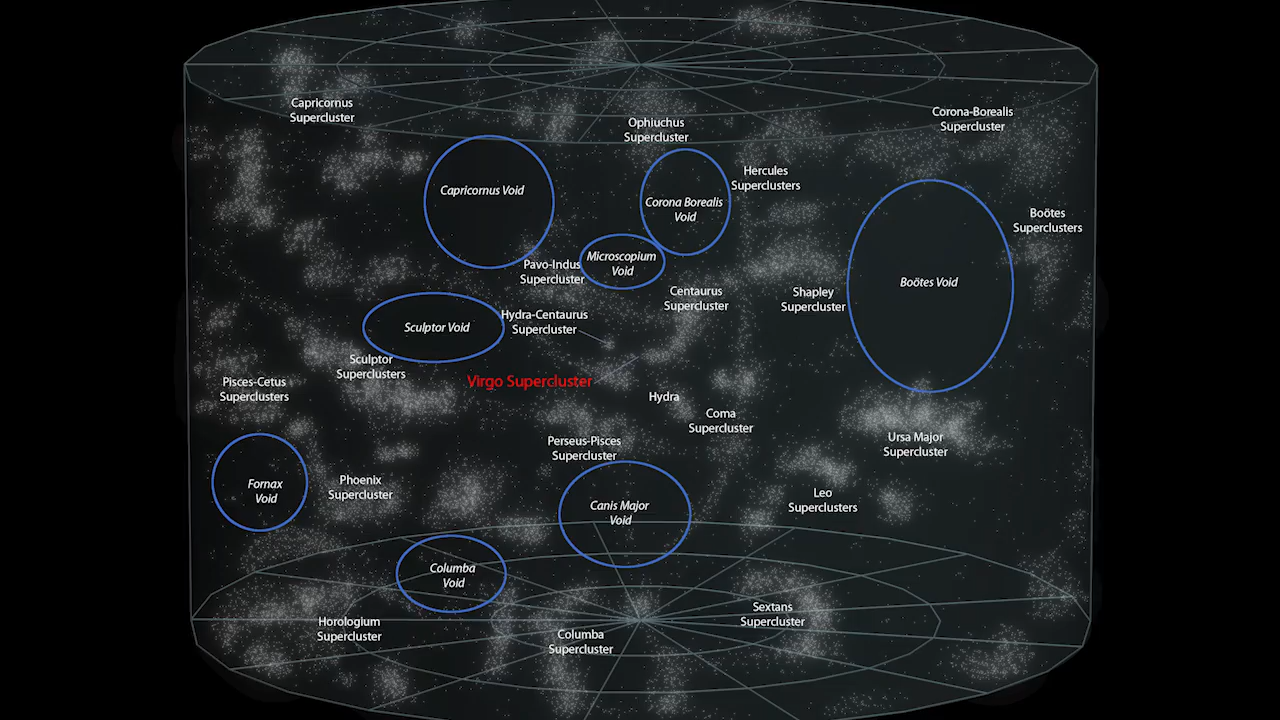 Capricornus
Supercluster
Corona-Borealis
Supercluster
Ophiuchus
Supercluster
Hercules
Superclusters
Capricornus Void
Corona Borealis
Void
Boötes
Superclusters
Microscopium
Void
Pavo-Indus
Supercluster
Boötes Void
Centaurus
Supercluster
Shapley
Supercluster
Hydra-Centaurus
Supercluster
Sculptor Void
Sculptor
Superclusters
Virgo Supercluster
Pisces-Cetus
Superclusters
Hydra
Coma
Supercluster
Ursa Major
Supercluster
Perseus-Pisces
Supercluster
Fornax
Void
Phoenix
Supercluster
Leo
Superclusters
Canis Major
Void
Columba
Void
Sextans
Supercluster
Horologium
Supercluster
Columba
Supercluster